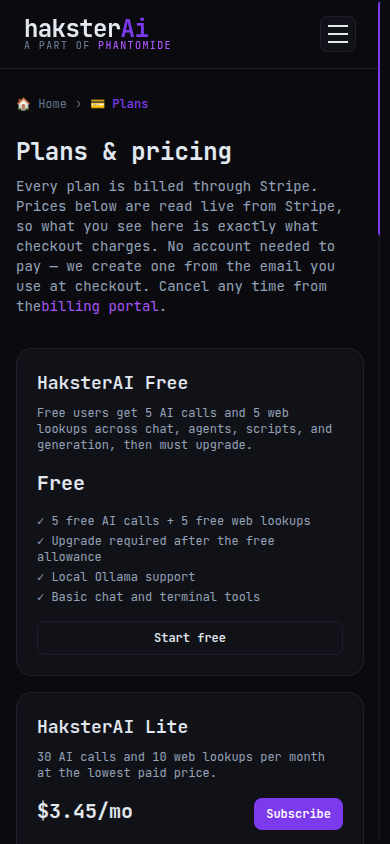 haksterAi
A PART OF PHANTOMIDE
🏠 Home › 💳 Plans
Plans & pricing
Every plan is billed through Stripe.
Prices below are read live from Stripe,
so what you see here is exactly what
checkout charges. No account needed to
pay — we create one from the email you
use at checkout. Cancel any time from
thebilling portal.
HaksterAI Free
Free users get 5 AI calls and 5 web
lookups across chat, agents, scripts, and
generation, then must upgrade.
Free
✓ 5 free AI calls + 5 free web lookups
✓ Upgrade required after the free
allowance
✓ Local Ollama support
✓ Basic chat and terminal tools
Start free
HaksterAI Lite
30 AI calls and 10 web lookups per month
at the lowest paid price.
$3.45/mo
Subscribe